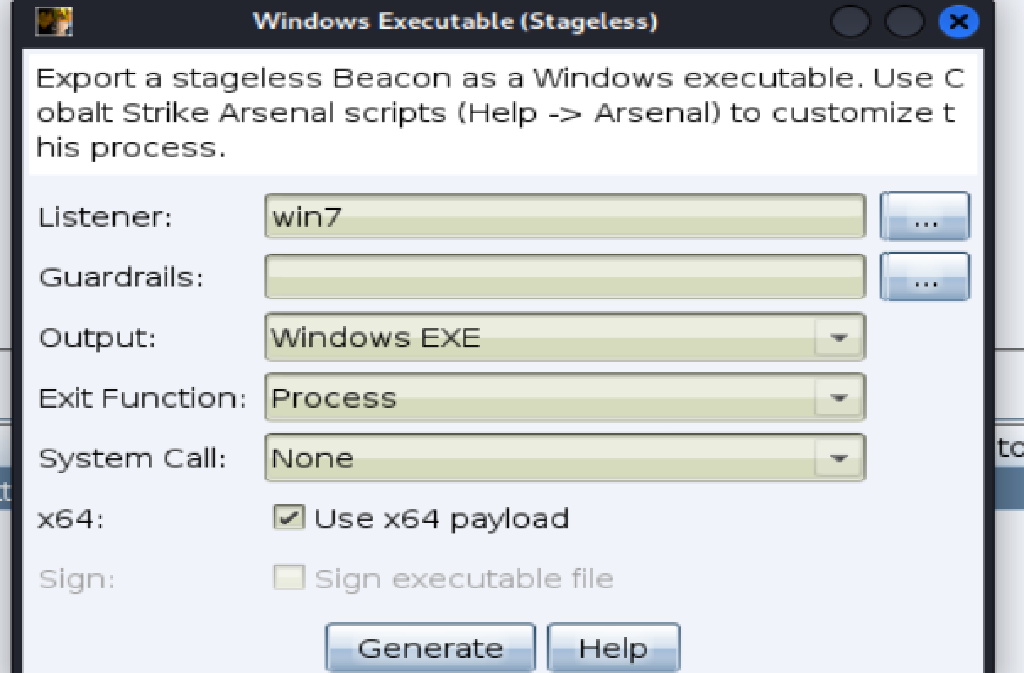 Windows Executable (Stageless)
Export a stageless Beacon as a Windows executable. Use C
obalt Strike Arsenal scripts (Help -> Arsenal) to customize t
his process.
Listener: win7 ...
Guardrails: ...
Output: Windows EXE
Exit Function: Process
System Call: None
x64: Use x64 payload
Sign: Sign executable file
Generate Help
to
t